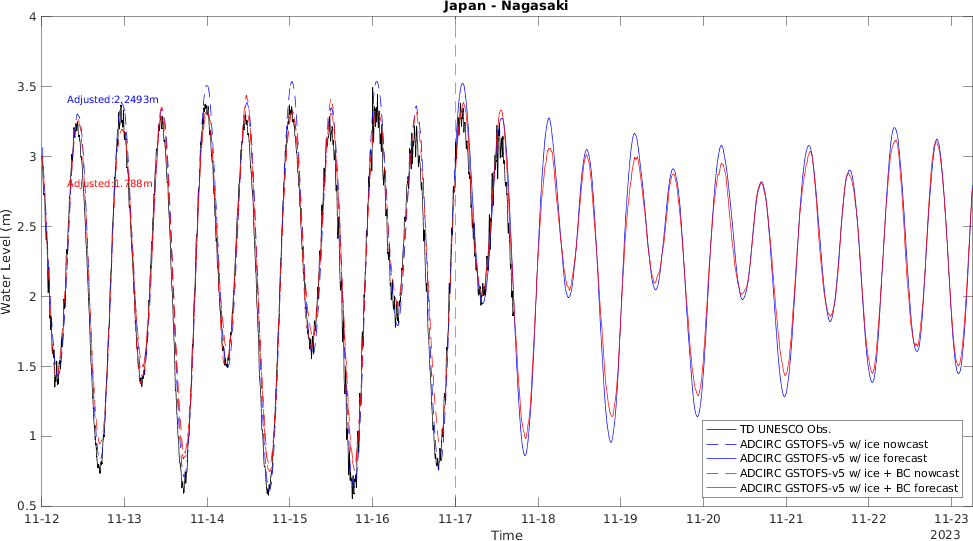 Japan - Nagasaki
4
3.5
3
2.5
2
1.5
1
0.5
Water Level (m)
Adjusted:2.2493m
Adjusted:1.788m
TD UNESCO Obs.
ADCIRC GSTOFS-v5 w/ ice nowcast
ADCIRC GSTOFS-v5 w/ ice forecast
ADCIRC GSTOFS-v5 w/ ice + BC nowcast
ADCIRC GSTOFS-v5 w/ ice + BC forecast
11-12 11-13 11-14 11-15 11-16 11-17 11-18 11-19 11-20 11-21 11-22 11-23
Time
2023